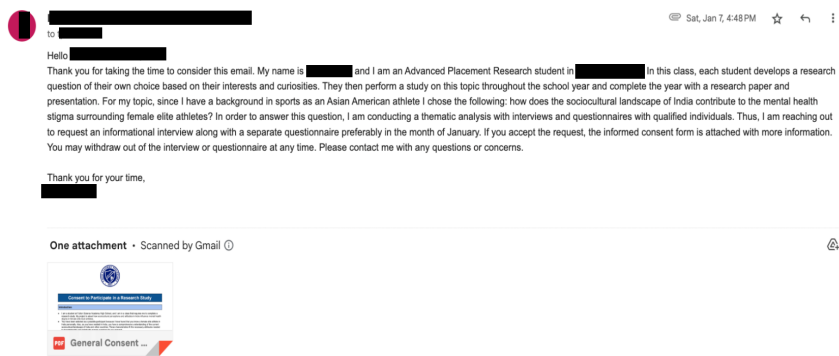 Sat, Jan 7, 4:48 PM
to
Hello
Thank you for taking the time to consider this email. My name is and I am an Advanced Placement Research student in In this class, each student develops a research
question of their own choice based on their interests and curiosities. They then perform a study on this topic throughout the school year and complete the year with a research paper and
presentation. For my topic, since I have a background in sports as an Asian American athlete I chose the following: how does the sociocultural landscape of India contribute to the mental health
stigma surrounding female elite athletes? In order to answer this question, I am conducting a thematic analysis with interviews and questionnaires with qualified individuals. Thus, I am reaching out
to request an informational interview along with a separate questionnaire preferably in the month of January. If you accept the request, the informed consent form is attached with more information.
You may withdraw out of the interview or questionnaire at any time. Please contact me with any questions or concerns.
Thank you for your time,
One attachment • Scanned by Gmail
Consent to Participate in a Research Study
PDF General Consent ...